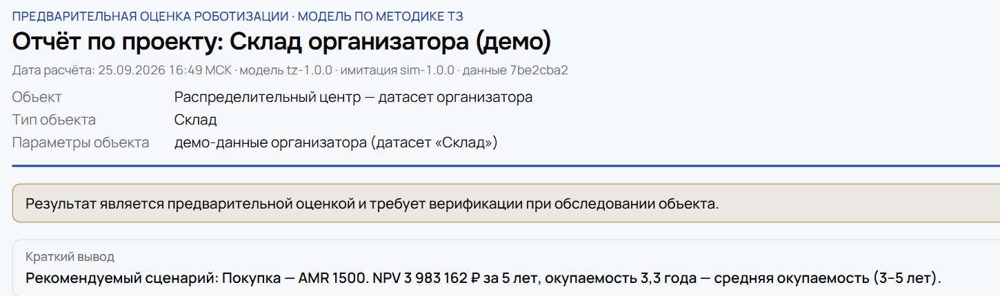 ПРЕДВАРИТЕЛЬНАЯ ОЦЕНКА РОБОТИЗАЦИИ · МОДЕЛЬ ПО МЕТОДИКЕ ТЗ
Отчёт по проекту: Склад организатора (демо)
Дата расчёта: 25.09.2026 16:49 МСК · модель tz-1.0.0 · имитация sim-1.0.0 · данные 7be2cba2
Объект Распределительный центр — датасет организатора
Тип объекта Склад
Параметры объекта демо-данные организатора (датасет «Склад»)
Результат является предварительной оценкой и требует верификации при обследовании объекта.
Краткий вывод
Рекомендуемый сценарий: Покупка — AMR 1500. NPV 3 983 162 ₽ за 5 лет, окупаемость 3,3 года — средняя окупаемость (3–5 лет).